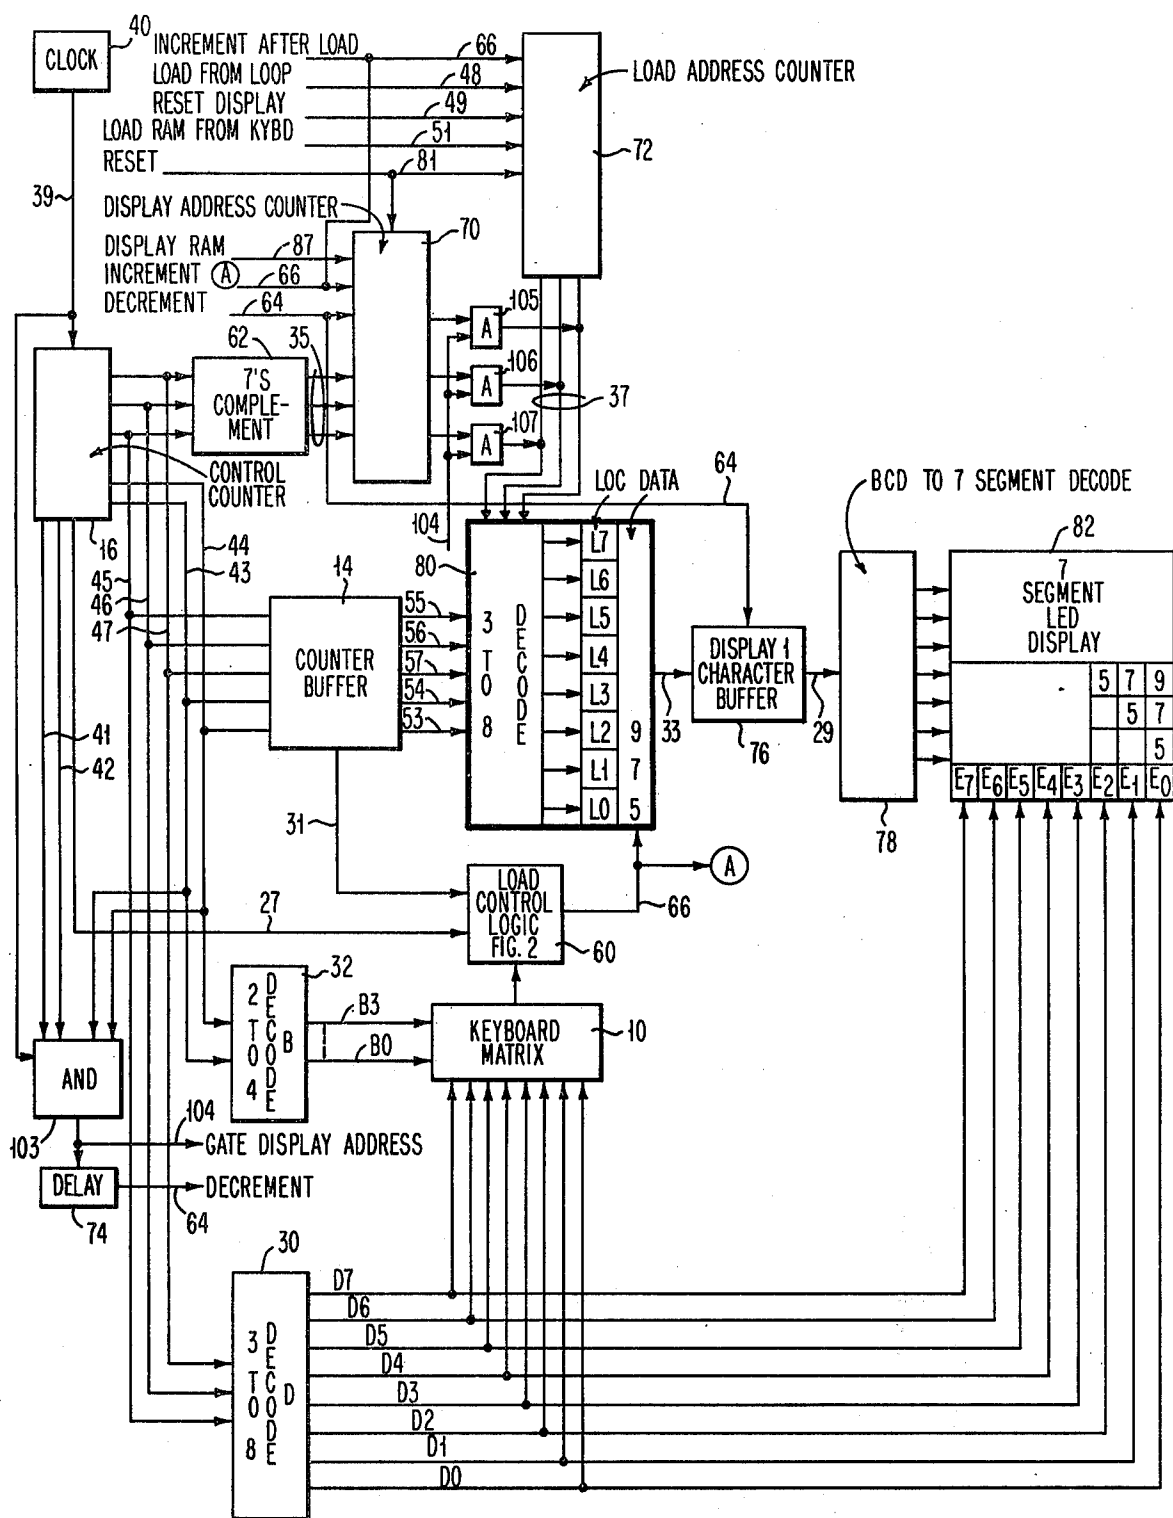 40
CLOCK
INCREMENT AFTER LOAD
66
LOAD FROM LOOP
48
RESET DISPLAY
49
LOAD RAM FROM KYBD
51
RESET
81
LOAD ADDRESS COUNTER
72
39
DISPLAY ADDRESS COUNTER
70
DISPLAY RAM
87
INCREMENT A
66
DECREMENT
64
105
A
106
A
107
A
37
62
35
7'S
COMPLE-
MENT
CONTROL
COUNTER
16
104
64
LOC DATA
BCD TO 7 SEGMENT DECODE
44
43
45
46
47
41
42
14
COUNTER
BUFFER
55
56
57
54
53
80
3 TO 8
DECODE
L7
L6
L5
L4
L3
L2 9
L1 7
L0 5
33
DISPLAY 1
CHARACTER
BUFFER
76
29
78
82
7
SEGMENT
LED
DISPLAY
5 7 9
5 7
5
E7 E6 E5 E4 E3 E2 E1 E0
31
27
LOAD
CONTROL
LOGIC
FIG. 2
60
66
A
32
2 TO 4
DECODE
B
B3
B0
KEYBOARD
MATRIX
10
AND
103
104
GATE DISPLAY ADDRESS
DELAY
74
64
DECREMENT
30
3 TO 8
DECODE
D
D7
D6
D5
D4
D3
D2
D1
D0